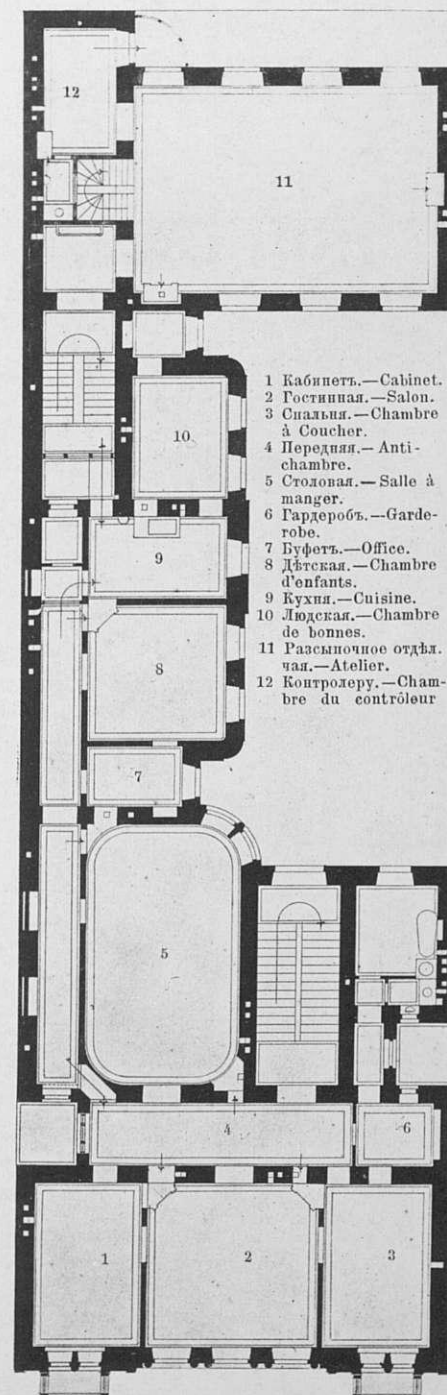 12
11
10
9
8
7
5
4
6
1
2
3
1 Кабинетъ.—Cabinet.
2 Гостинная.—Salon.
3 Спальня.—Chambre
à Coucher.
4 Передняя.—Anti-
chambre.
5 Столовая.—Salle à
manger.
6 Гардеробъ.—Garde-
robe.
7 Буфетъ.—Office.
8 Дѣтская.—Chambre
d'enfants.
9 Кухня.—Cuisine.
10 Людская.—Chambre
de bonnes.
11 Разсыпочное отдѣл.
чая.—Atelier.
12 Контролеру.—Cham-
bre du contrôleur